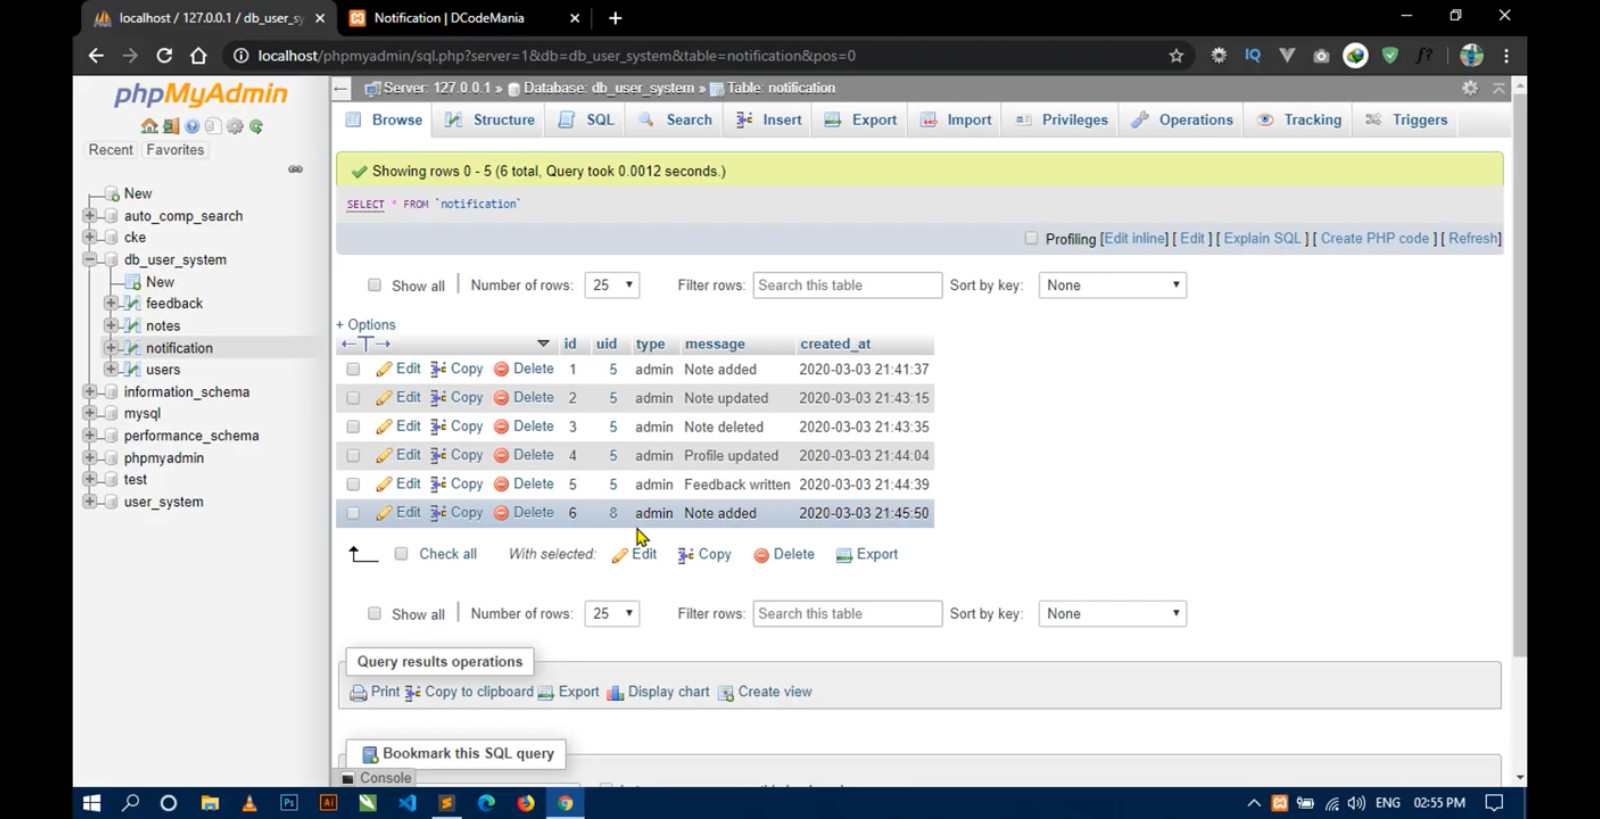 localhost / 127.0.0.1 / db_user_sy
Notification | DCodeMania
localhost/phpmyadmin/sql.php?server=1&db=db_user_system&table=notification&pos=0
IQ
f?
phpMyAdmin
Recent Favorites
New
auto_comp_search
cke
db_user_system
New
feedback
notes
notification
users
information_schema
mysql
performance_schema
phpmyadmin
test
user_system
Server: 127.0.0.1 » Database: db_user_system » Table: notification
Browse Structure SQL Search Insert Export Import Privileges Operations Tracking Triggers
Showing rows 0 - 5 (6 total, Query took 0.0012 seconds.)
SELECT * FROM `notification`
Profiling [Edit inline] [ Edit ] [ Explain SQL ] [ Create PHP code ] [ Refresh]
Show all | Number of rows: 25 Filter rows: Search this table Sort by key: None
+ Options
←T→ id uid type message created_at
Edit Copy Delete 1 5 admin Note added 2020-03-03 21:41:37
Edit Copy Delete 2 5 admin Note updated 2020-03-03 21:43:15
Edit Copy Delete 3 5 admin Note deleted 2020-03-03 21:43:35
Edit Copy Delete 4 5 admin Profile updated 2020-03-03 21:44:04
Edit Copy Delete 5 5 admin Feedback written 2020-03-03 21:44:39
Edit Copy Delete 6 8 admin Note added 2020-03-03 21:45:50
Check all With selected: Edit Copy Delete Export
Show all | Number of rows: 25 Filter rows: Search this table Sort by key: None
Query results operations
Print Copy to clipboard Export Display chart Create view
Bookmark this SQL query
Console
Ps Ai ENG 02:55 PM